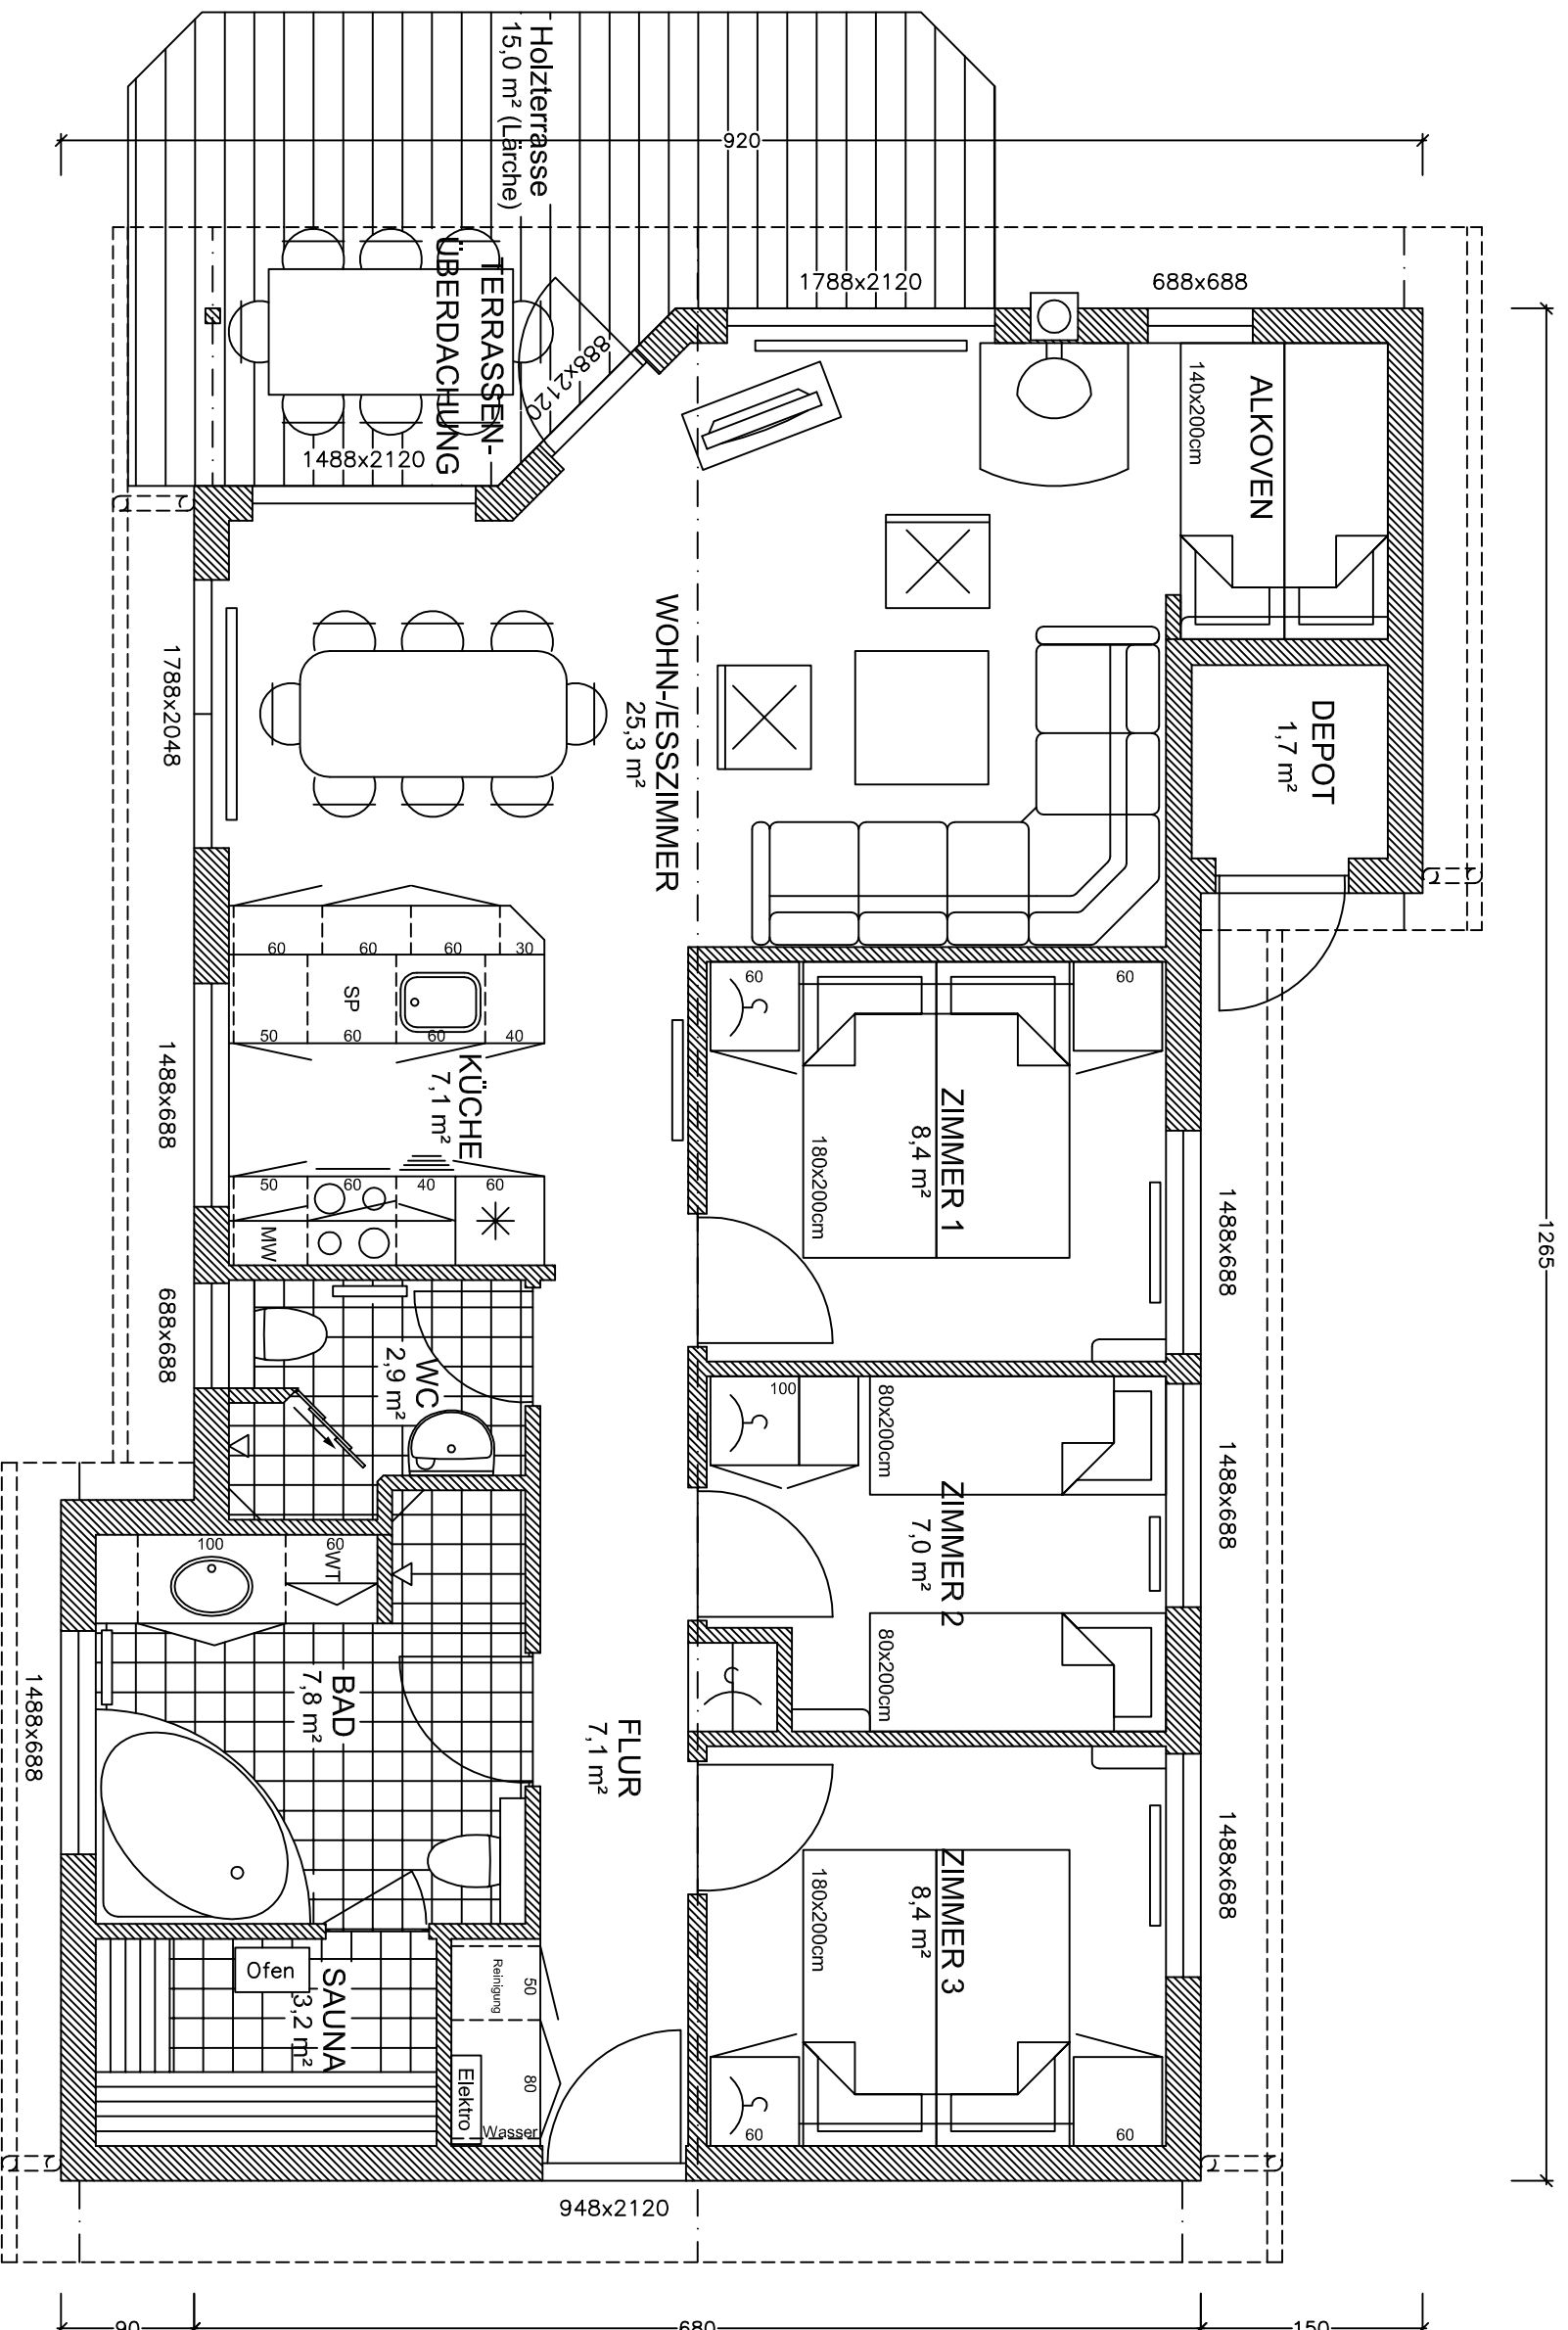 Holzterrasse
15,0 m² (Lärche)
920
TERRASSEN-
ÜBERDACHUNG
1788x2120
688x688
888x2120
1488x2120
140x200cm
ALKOVEN
DEPOT
1,7 m²
WOHN-/ESSZIMMER
25,3 m²
1788x2048
60
60
60
30
SP
50
60
60
40
KÜCHE
7,1 m²
1488x688
50
60
40
60
MW
60
60
ZIMMER 1
8,4 m²
180x200cm
1488x688
1265
688x688
WC
2,9 m²
100
80x200cm
ZIMMER 2
7,0 m²
80x200cm
1488x688
100
60
WT
BAD
7,8 m²
1488x688
FLUR
7,1 m²
ZIMMER 3
8,4 m²
180x200cm
1488x688
60
60
Ofen
SAUNA
3,2 m²
Reinigung
50
80
Elektro
Wasser
948x2120
90
680
150